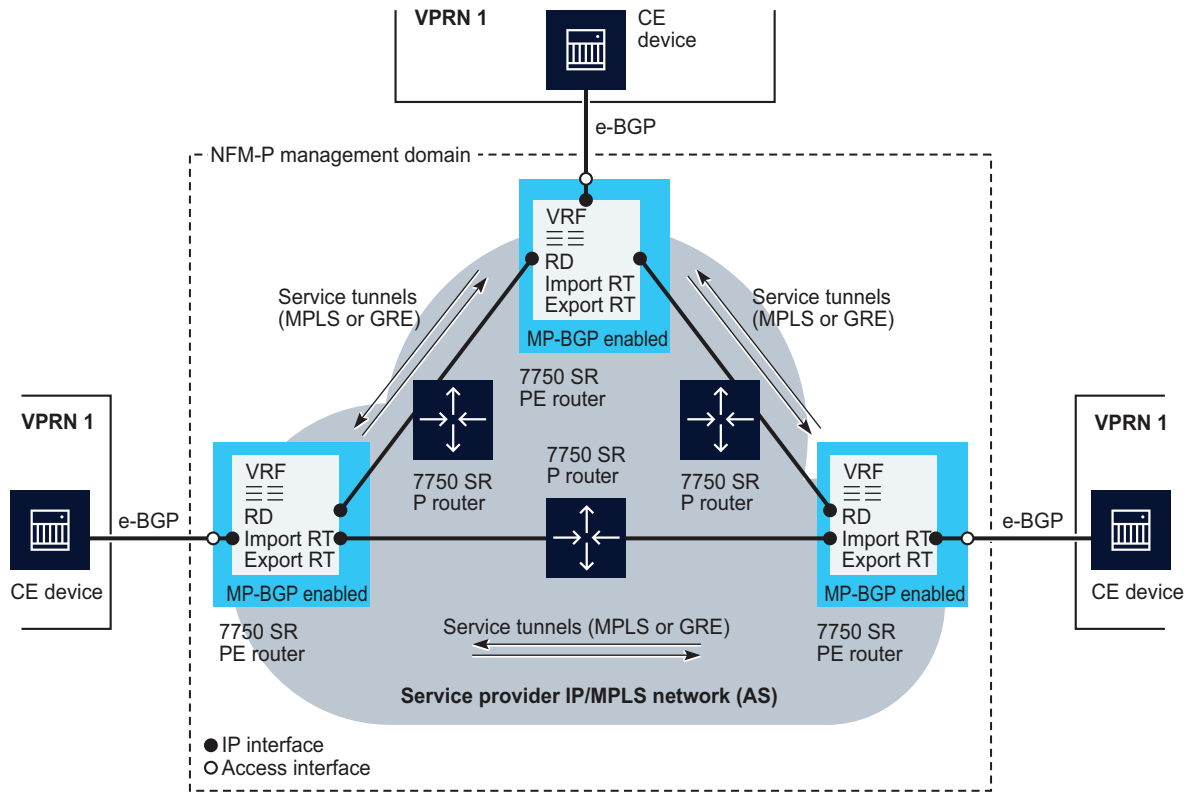 VPRN 1
CE
device
e-BGP
NFM-P management domain
VRF
RD
Import RT
Export RT
MP-BGP enabled
Service tunnels
(MPLS or GRE)
Service tunnels
(MPLS or GRE)
7750 SR
PE router
VPRN 1
CE device
e-BGP
VRF
RD
Import RT
Export RT
MP-BGP enabled
7750 SR
PE router
7750 SR
P router
7750 SR
P router
7750 SR
P router
VRF
RD
Import RT
Export RT
MP-BGP enabled
7750 SR
PE router
e-BGP
VPRN 1
CE device
Service tunnels (MPLS or GRE)
Service provider IP/MPLS network (AS)
IP interface
Access interface